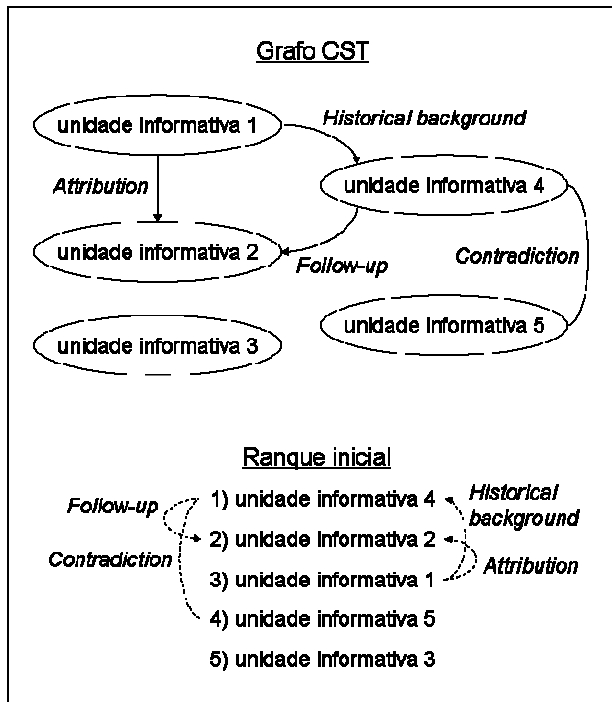 Grafo CST
unidade informativa 1
Historical background
Attribution
unidade informativa 4
unidade informativa 2
Follow-up
Contradiction
unidade informativa 3
unidade informativa 5
Ranque inicial
1) unidade informativa 4
Historical
background
Follow-up
2) unidade informativa 2
Contradiction
3) unidade informativa 1
Attribution
4) unidade informativa 5
5) unidade informativa 3